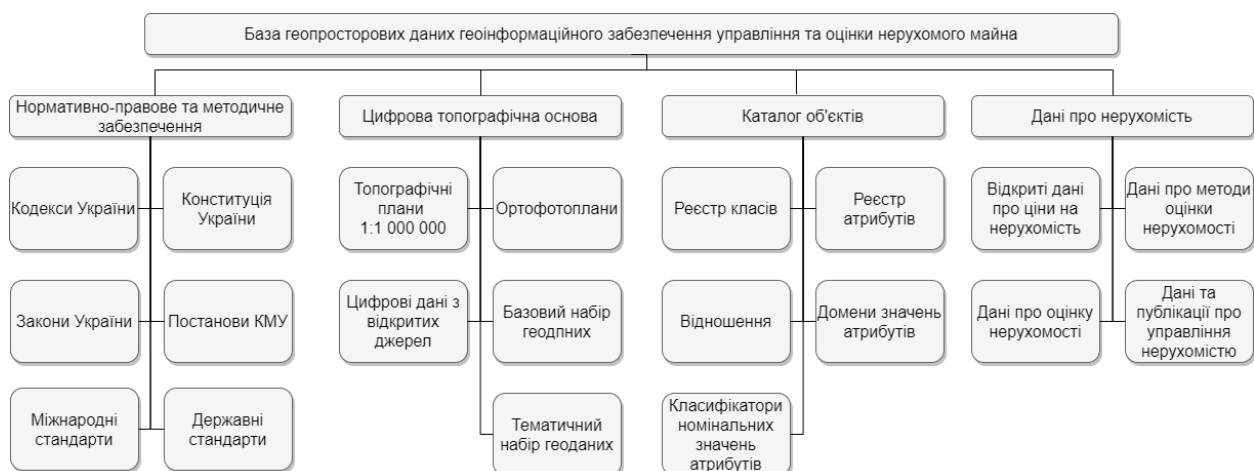 База геопросторових даних геоінформаційного забезпечення управління та оцінки нерухомого майна
Нормативно-правове та методичне
забезпечення
Цифрова топографічна основа
Каталог об'єктів
Дані про нерухомість
Кодекси України
Конституція
України
Топографічні
плани
1:1 000 000
Ортофотоплани
Реєстр класів
Реєстр
атрибутів
Відкриті дані
про ціни на
нерухомість
Дані про методи
оцінки
нерухомості
Закони України
Постанови КМУ
Цифрові дані з
відкритих
джерел
Базовий набір
геодпних
Відношення
Домени значень
атрибутів
Дані про оцінку
нерухомості
Дані та
публікації про
управління
нерухомістю
Міжнародні
стандарти
Державні
стандарти
Тематичний
набір геоданих
Класифікатори
номінальних
значень
атрибутів